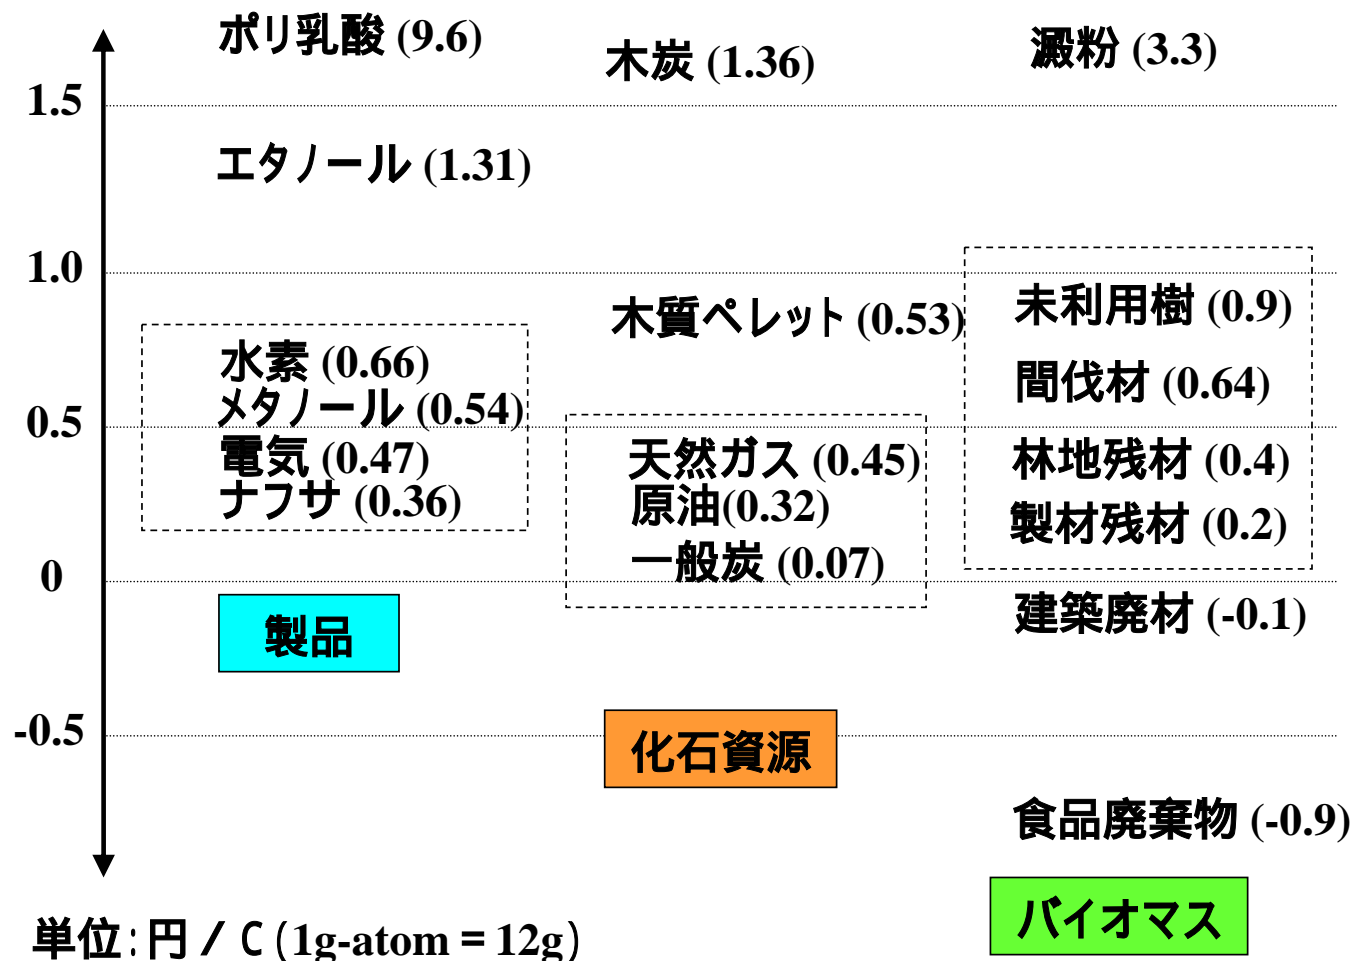 ポリ乳酸 (9.6)
木炭 (1.36)
澱粉 (3.3)
1.5
エタノール (1.31)
1.0
木質ペレット (0.53)
未利用樹 (0.9)
水素 (0.66)
メタノール (0.54)
間伐材 (0.64)
0.5
電気 (0.47)
天然ガス (0.45)
林地残材 (0.4)
ナフサ (0.36)
原油(0.32)
製材残材 (0.2)
0
一般炭 (0.07)
製品
建築廃材 (-0.1)
-0.5
化石資源
食品廃棄物 (-0.9)
バイオマス
単位:円 / C (1g-atom = 12g)